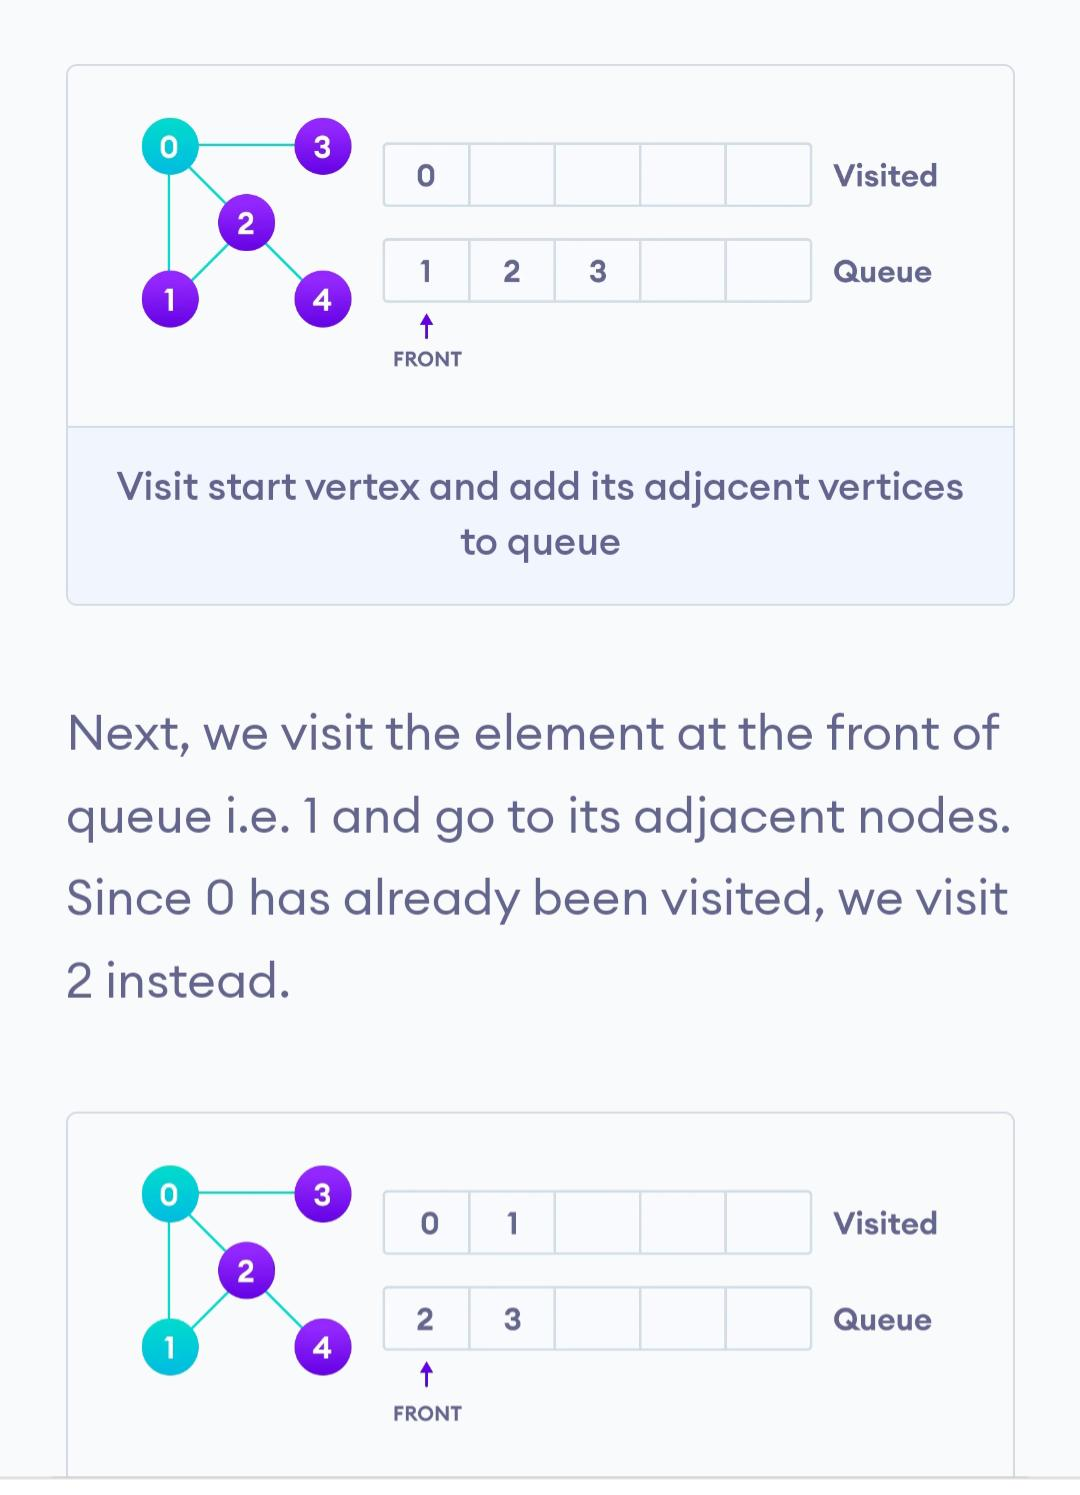 0 3
0 Visited
2
1 2 3 Queue
1 4
FRONT
Visit start vertex and add its adjacent vertices
to queue
Next, we visit the element at the front of
queue i.e. 1 and go to its adjacent nodes.
Since 0 has already been visited, we visit
2 instead.
0 3
0 1 Visited
2
2 3 Queue
1 4
FRONT